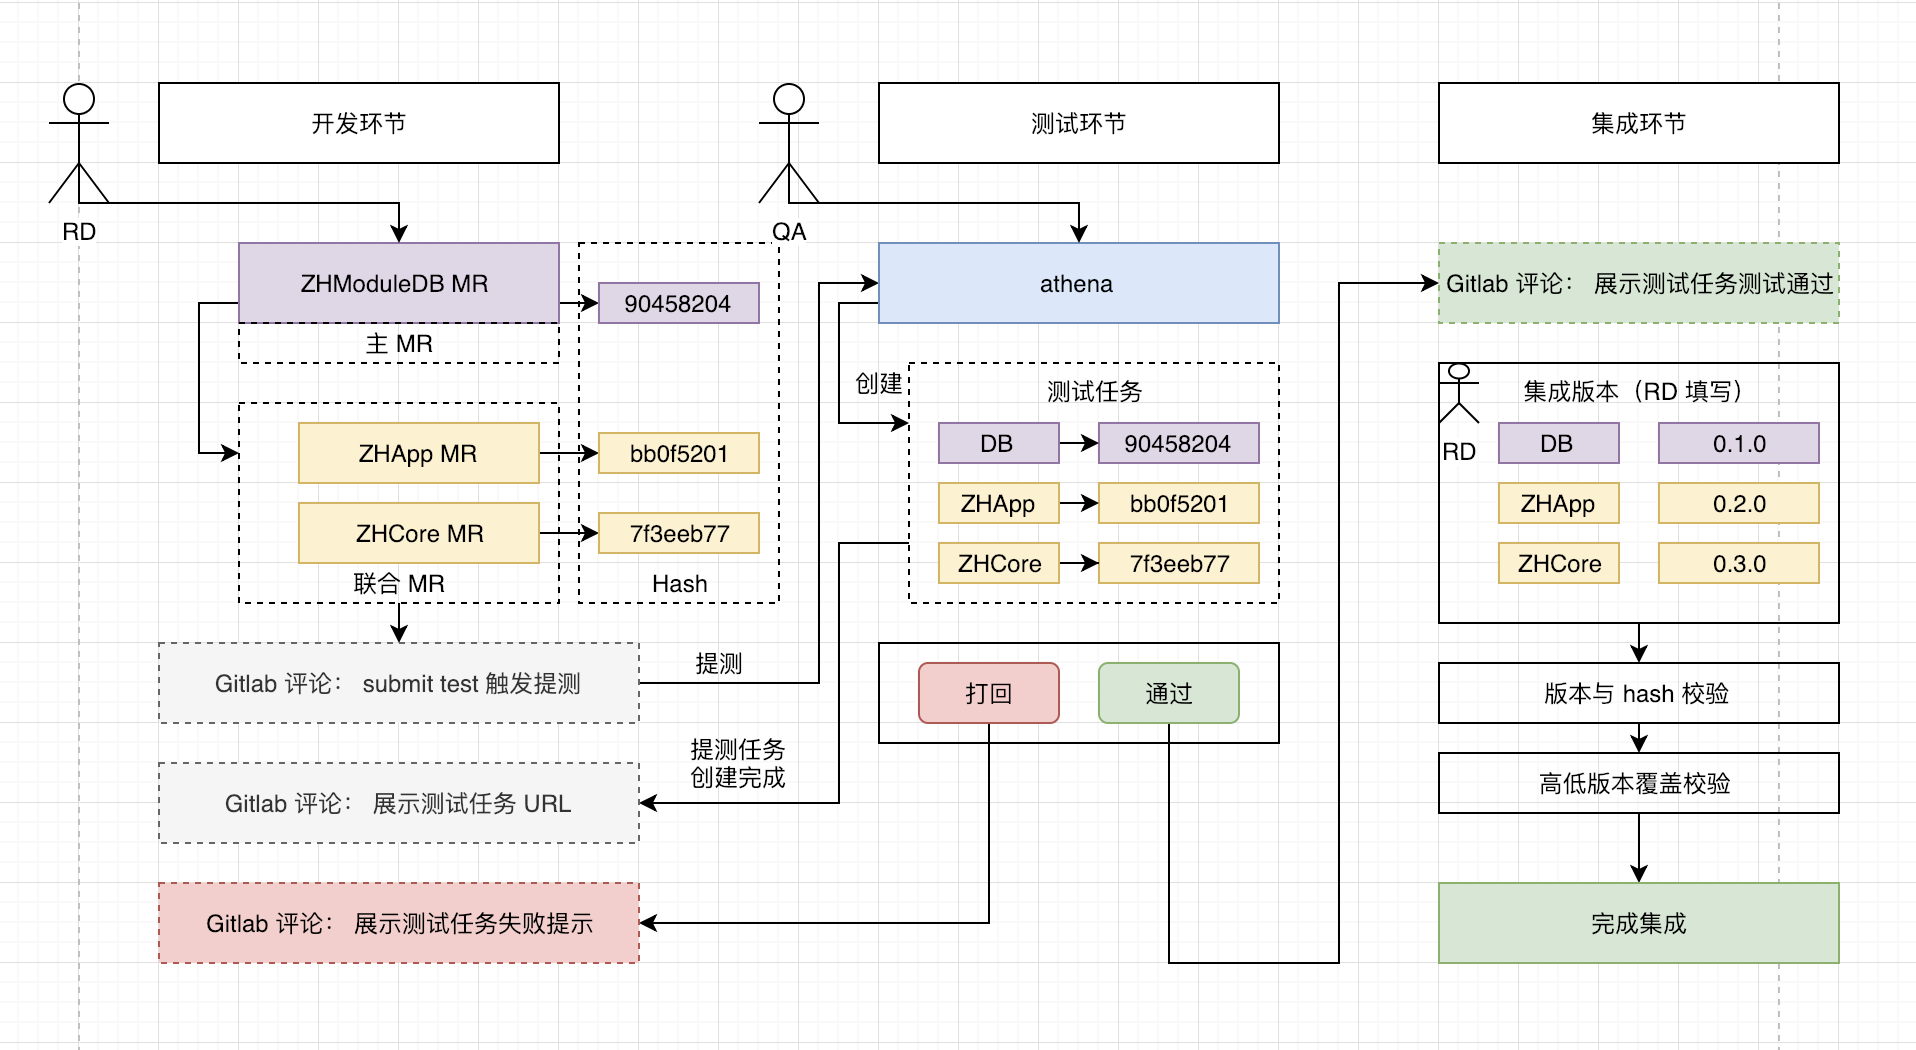 开发环节
测试环节
集成环节
RD
QA
ZHModuleDB MR
90458204
主 MR
ZHApp MR
bb0f5201
ZHCore MR
7f3eeb77
联合 MR
Hash
Gitlab 评论： submit test 触发提测
提测
Gitlab 评论： 展示测试任务 URL
提测任务
创建完成
Gitlab 评论： 展示测试任务失败提示
athena
创建
测试任务
DB
90458204
ZHApp
bb0f5201
ZHCore
7f3eeb77
打回
通过
Gitlab 评论： 展示测试任务测试通过
集成版本（RD 填写）
RD
DB
0.1.0
ZHApp
0.2.0
ZHCore
0.3.0
版本与 hash 校验
高低版本覆盖校验
完成集成